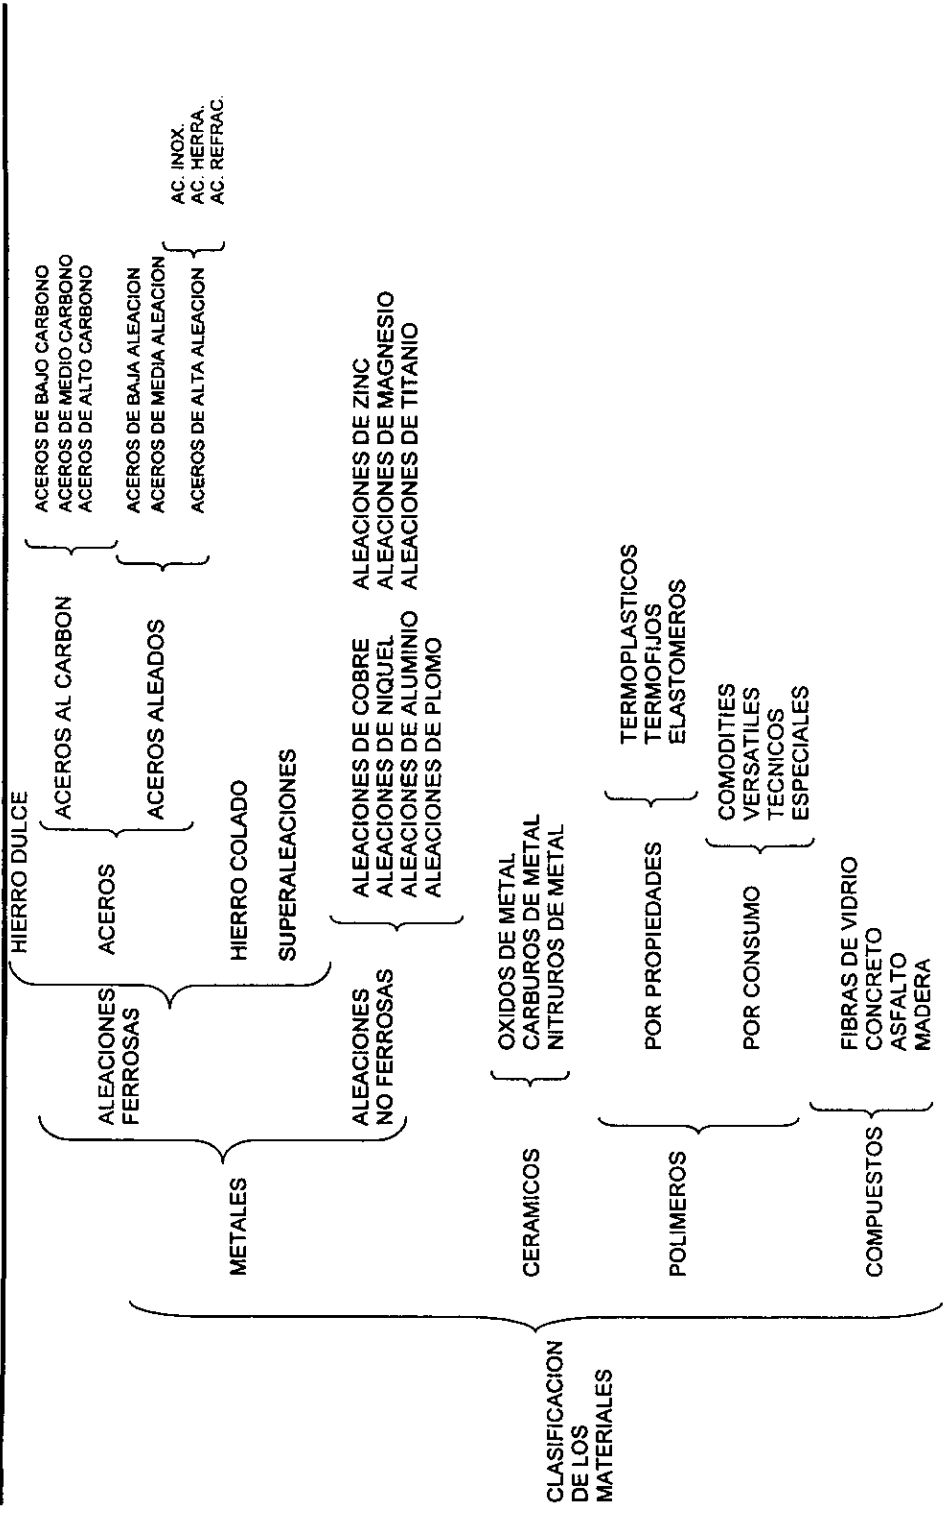 CLASIFICACION
DE LOS
MATERIALES
METALES
ALEACIONES
FERROSAS
HIERRO DULCE
ACEROS
ACEROS AL CARBON
ACEROS DE BAJO CARBONO
ACEROS DE MEDIO CARBONO
ACEROS DE ALTO CARBONO
ACEROS ALEADOS
ACEROS DE BAJA ALEACION
ACEROS DE MEDIA ALEACION
ACEROS DE ALTA ALEACION
AC. INOX.
AC. HERRA.
AC. REFRAC.
HIERRO COLADO
SUPERALEACIONES
ALEACIONES
NO FERROSAS
ALEACIONES DE COBRE
ALEACIONES DE NIQUEL
ALEACIONES DE ALUMINIO
ALEACIONES DE PLOMO
ALEACIONES DE ZINC
ALEACIONES DE MAGNESIO
ALEACIONES DE TITANIO
CERAMICOS
OXIDOS DE METAL
CARBUROS DE METAL
NITRUROS DE METAL
POLIMEROS
POR PROPIEDADES
TERMOPLASTICOS
TERMOFIJOS
ELASTOMEROS
POR CONSUMO
COMODITIES
VERSATILES
TECNICOS
ESPECIALES
COMPUESTOS
FIBRAS DE VIDRIO
CONCRETO
ASFALTO
MADERA